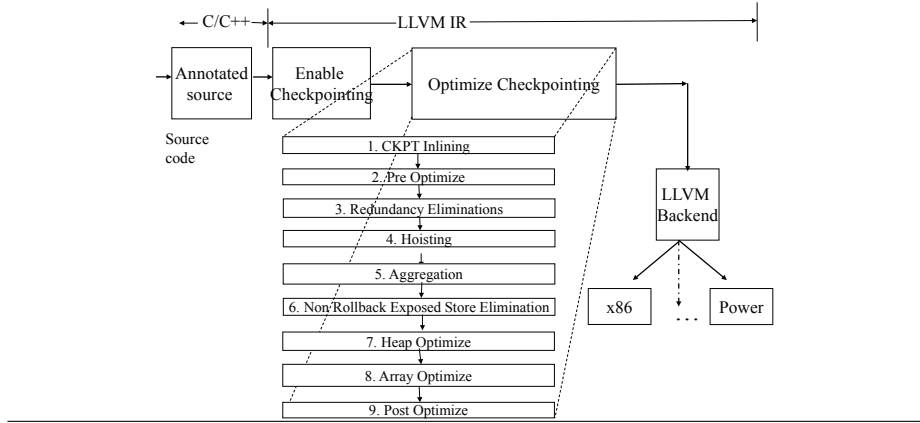 C/C++
LLVM IR
Annotated
source
Enable
Checkpointing
Optimize Checkpointing
Source
code
1. CKPT Inlining
2. Pre Optimize
3. Redundancy Eliminations
4. Hoisting
5. Aggregation
6. Non Rollback Exposed Store Elimination
7. Heap Optimize
8. Array Optimize
9. Post Optimize
LLVM
Backend
x86
...
Power